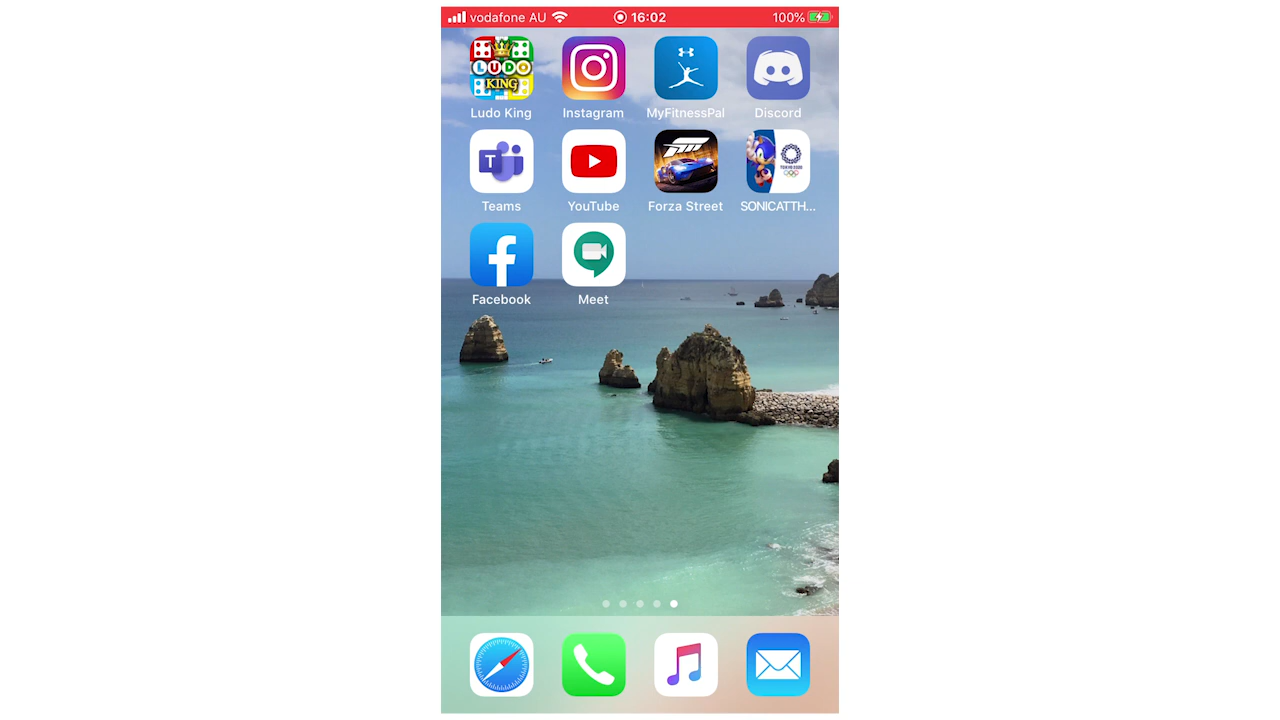 vodafone AU 16:02 100%
LUDO
KING
TOKYO 2020
Ludo King Instagram MyFitnessPal Discord
T
Teams YouTube Forza Street SONICATTH...
Facebook Meet